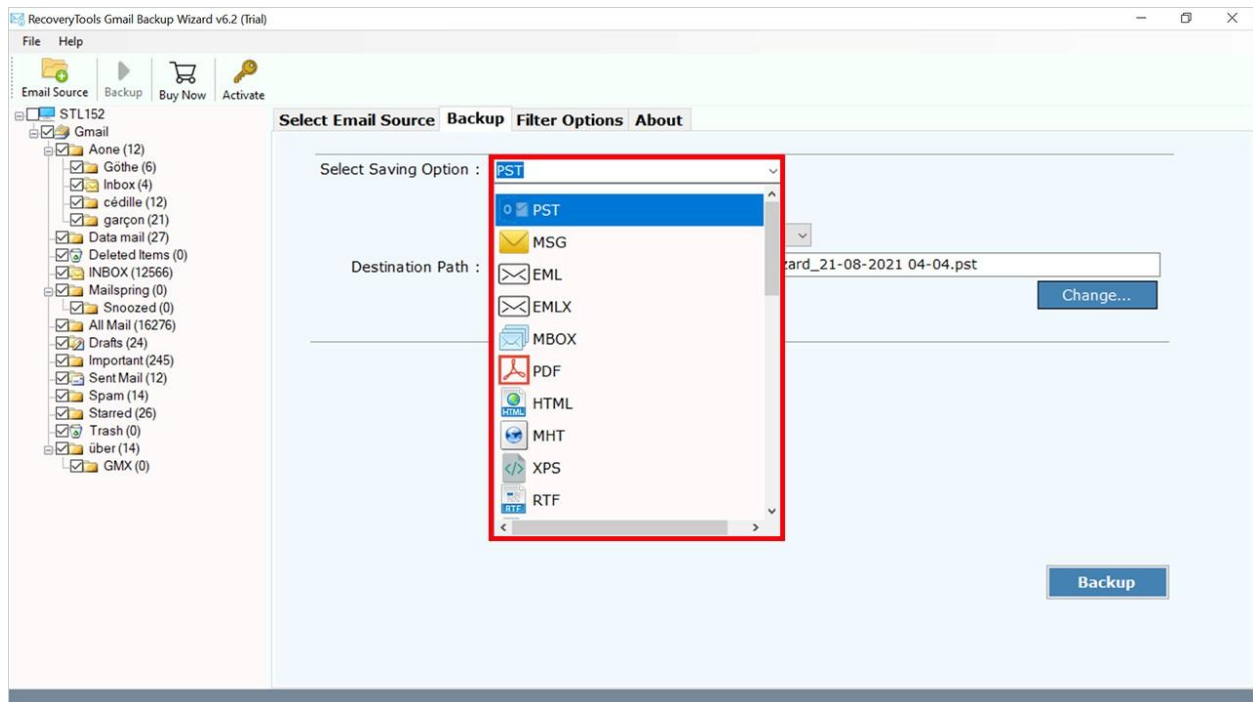 RecoveryTools Gmail Backup Wizard v6.2 (Trial)
File Help
Email Source Backup Buy Now Activate
STL152
Gmail
Aone (12)
Göthe (6)
Inbox (4)
cédille (12)
garçon (21)
Data mail (27)
Deleted Items (0)
INBOX (12566)
Mailspring (0)
Snoozed (0)
All Mail (16276)
Drafts (24)
Important (245)
Sent Mail (12)
Spam (14)
Starred (26)
Trash (0)
über (14)
GMX (0)
Select Email Source Backup Filter Options About
Select Saving Option : PST
PST
MSG
EML
EMLX
MBOX
PDF
HTML
MHT
XPS
RTF
Destination Path : zard_21-08-2021 04-04.pst
Change...
Backup